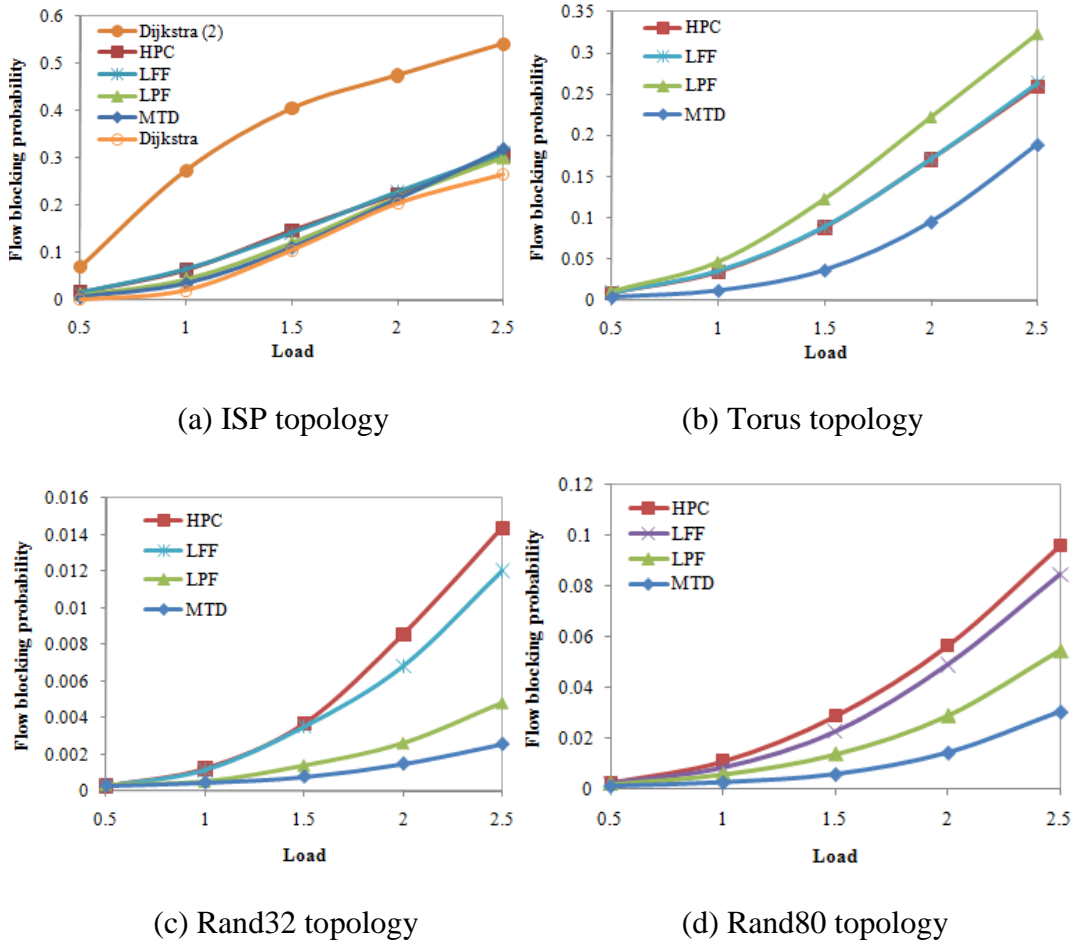 Flow blocking probability
0.6
0.5
0.4
0.3
0.2
0.1
0
Dijkstra (2)
HPC
LFF
LPF
MTD
Dijkstra
0.5
1
1.5
2
2.5
Load
(a) ISP topology
Flow blocking probability
0.35
0.3
0.25
0.2
0.15
0.1
0.05
0
HPC
LFF
LPF
MTD
0.5
1
1.5
2
2.5
Load
(b) Torus topology
Flow blocking probability
0.016
0.014
0.012
0.01
0.008
0.006
0.004
0.002
0
HPC
LFF
LPF
MTD
0.5
1
1.5
2
2.5
Load
(c) Rand32 topology
Flow blocking probability
0.12
0.1
0.08
0.06
0.04
0.02
0
HPC
LFF
LPF
MTD
0.5
1
1.5
2
2.5
Load
(d) Rand80 topology